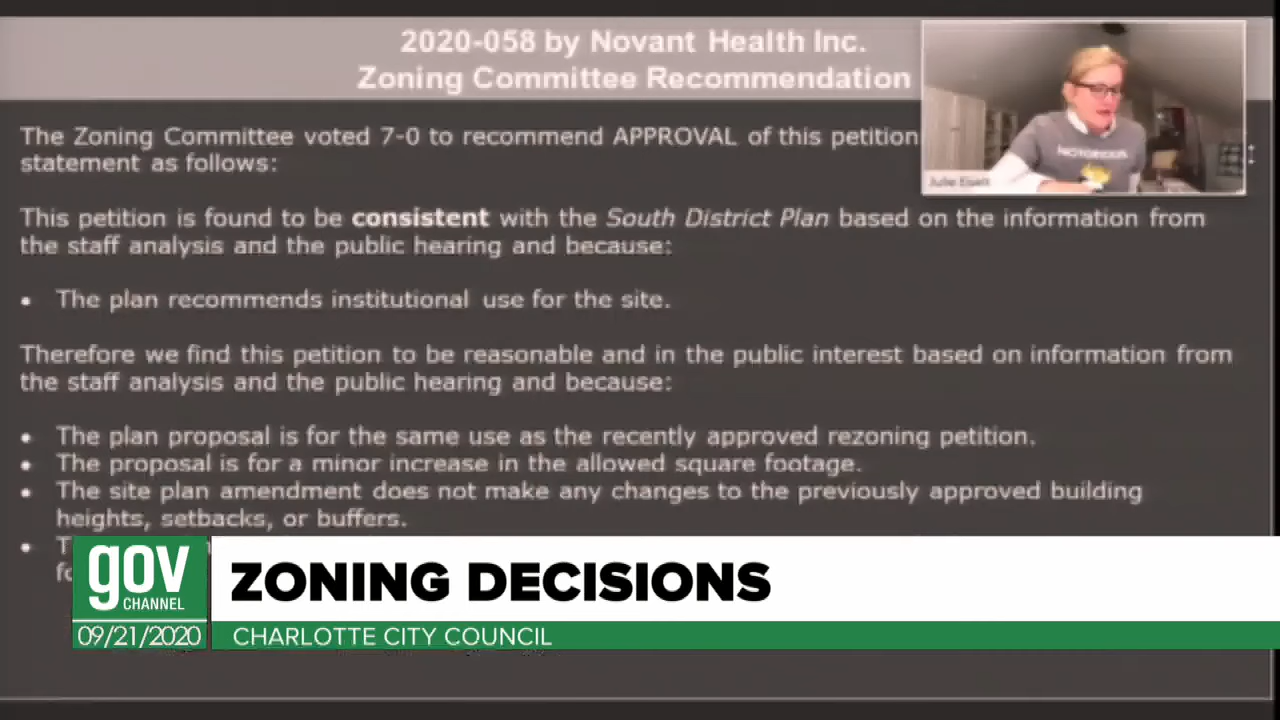 2020-058 by Novant Health Inc.
Zoning Committee Recommendation
The Zoning Committee voted 7-0 to recommend APPROVAL of this petition
statement as follows:
NOTORIOUS
This petition is found to be consistent with the South District Plan based on the information from
the staff analysis and the public hearing and because:
• The plan recommends institutional use for the site.
Therefore we find this petition to be reasonable and in the public interest based on information from
the staff analysis and the public hearing and because:
• The plan proposal is for the same use as the recently approved rezoning petition.
• The proposal is for a minor increase in the allowed square footage.
• The site plan amendment does not make any changes to the previously approved building
heights, setbacks, or buffers.
gov
CHANNEL
09/21/2020
ZONING DECISIONS
CHARLOTTE CITY COUNCIL